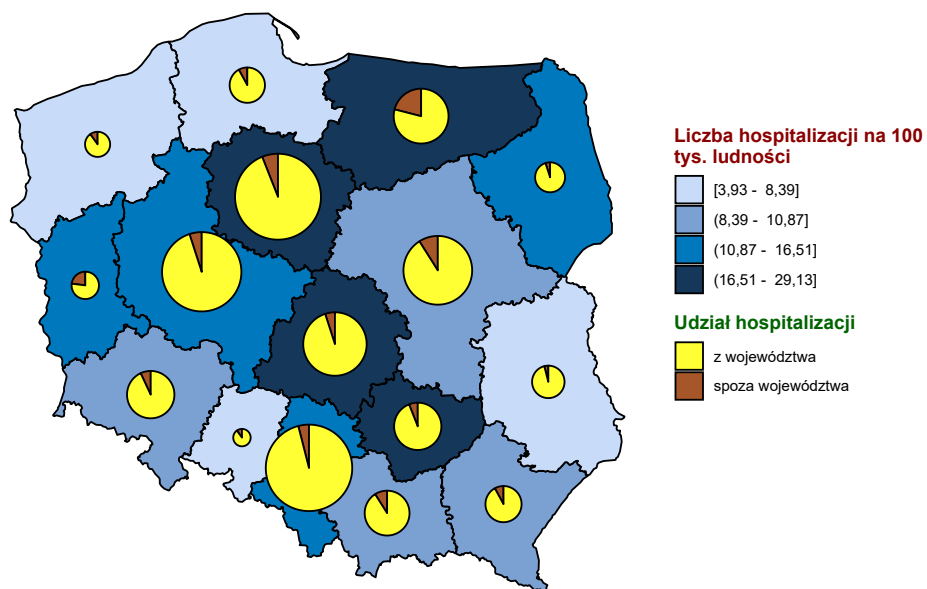 Liczba hospitalizacji na 100
tys. ludności
[3,93 - 8,39]
(8,39 - 10,87]
(10,87 - 16,51]
(16,51 - 29,13]
Udział hospitalizacji
z województwa
spoza województwa